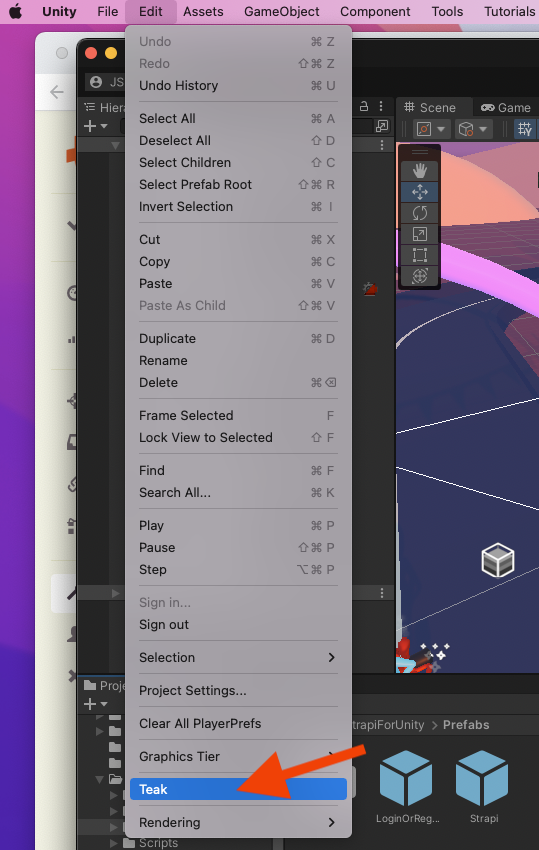 Unity File Edit Assets GameObject Component Tools Tutorials
JS
Undo ⌘ Z
Redo ⇧⌘ Z
Undo History ⌘ U
Select All ⌘ A
Deselect All ⇧ D
Select Children ⇧ C
Select Prefab Root ⇧⌘ R
Invert Selection ⌘ I
Cut ⌘ X
Copy ⌘ C
Paste ⌘ V
Paste As Child ⇧⌘ V
Duplicate ⌘ D
Rename
Delete ⌘⌫
Frame Selected F
Lock View to Selected ⇧ F
Find ⌘ F
Search All... ⌘ K
Play ⌘ P
Pause ⇧⌘ P
Step ⌥⌘ P
Sign in...
Sign out
Selection
Project Settings...
Clear All PlayerPrefs
Graphics Tier
Teak
Rendering
Hiera
Scene Game
Y
Proje
trapiForUnity > Prefabs
LoginOrReg... Strapi
Scripts